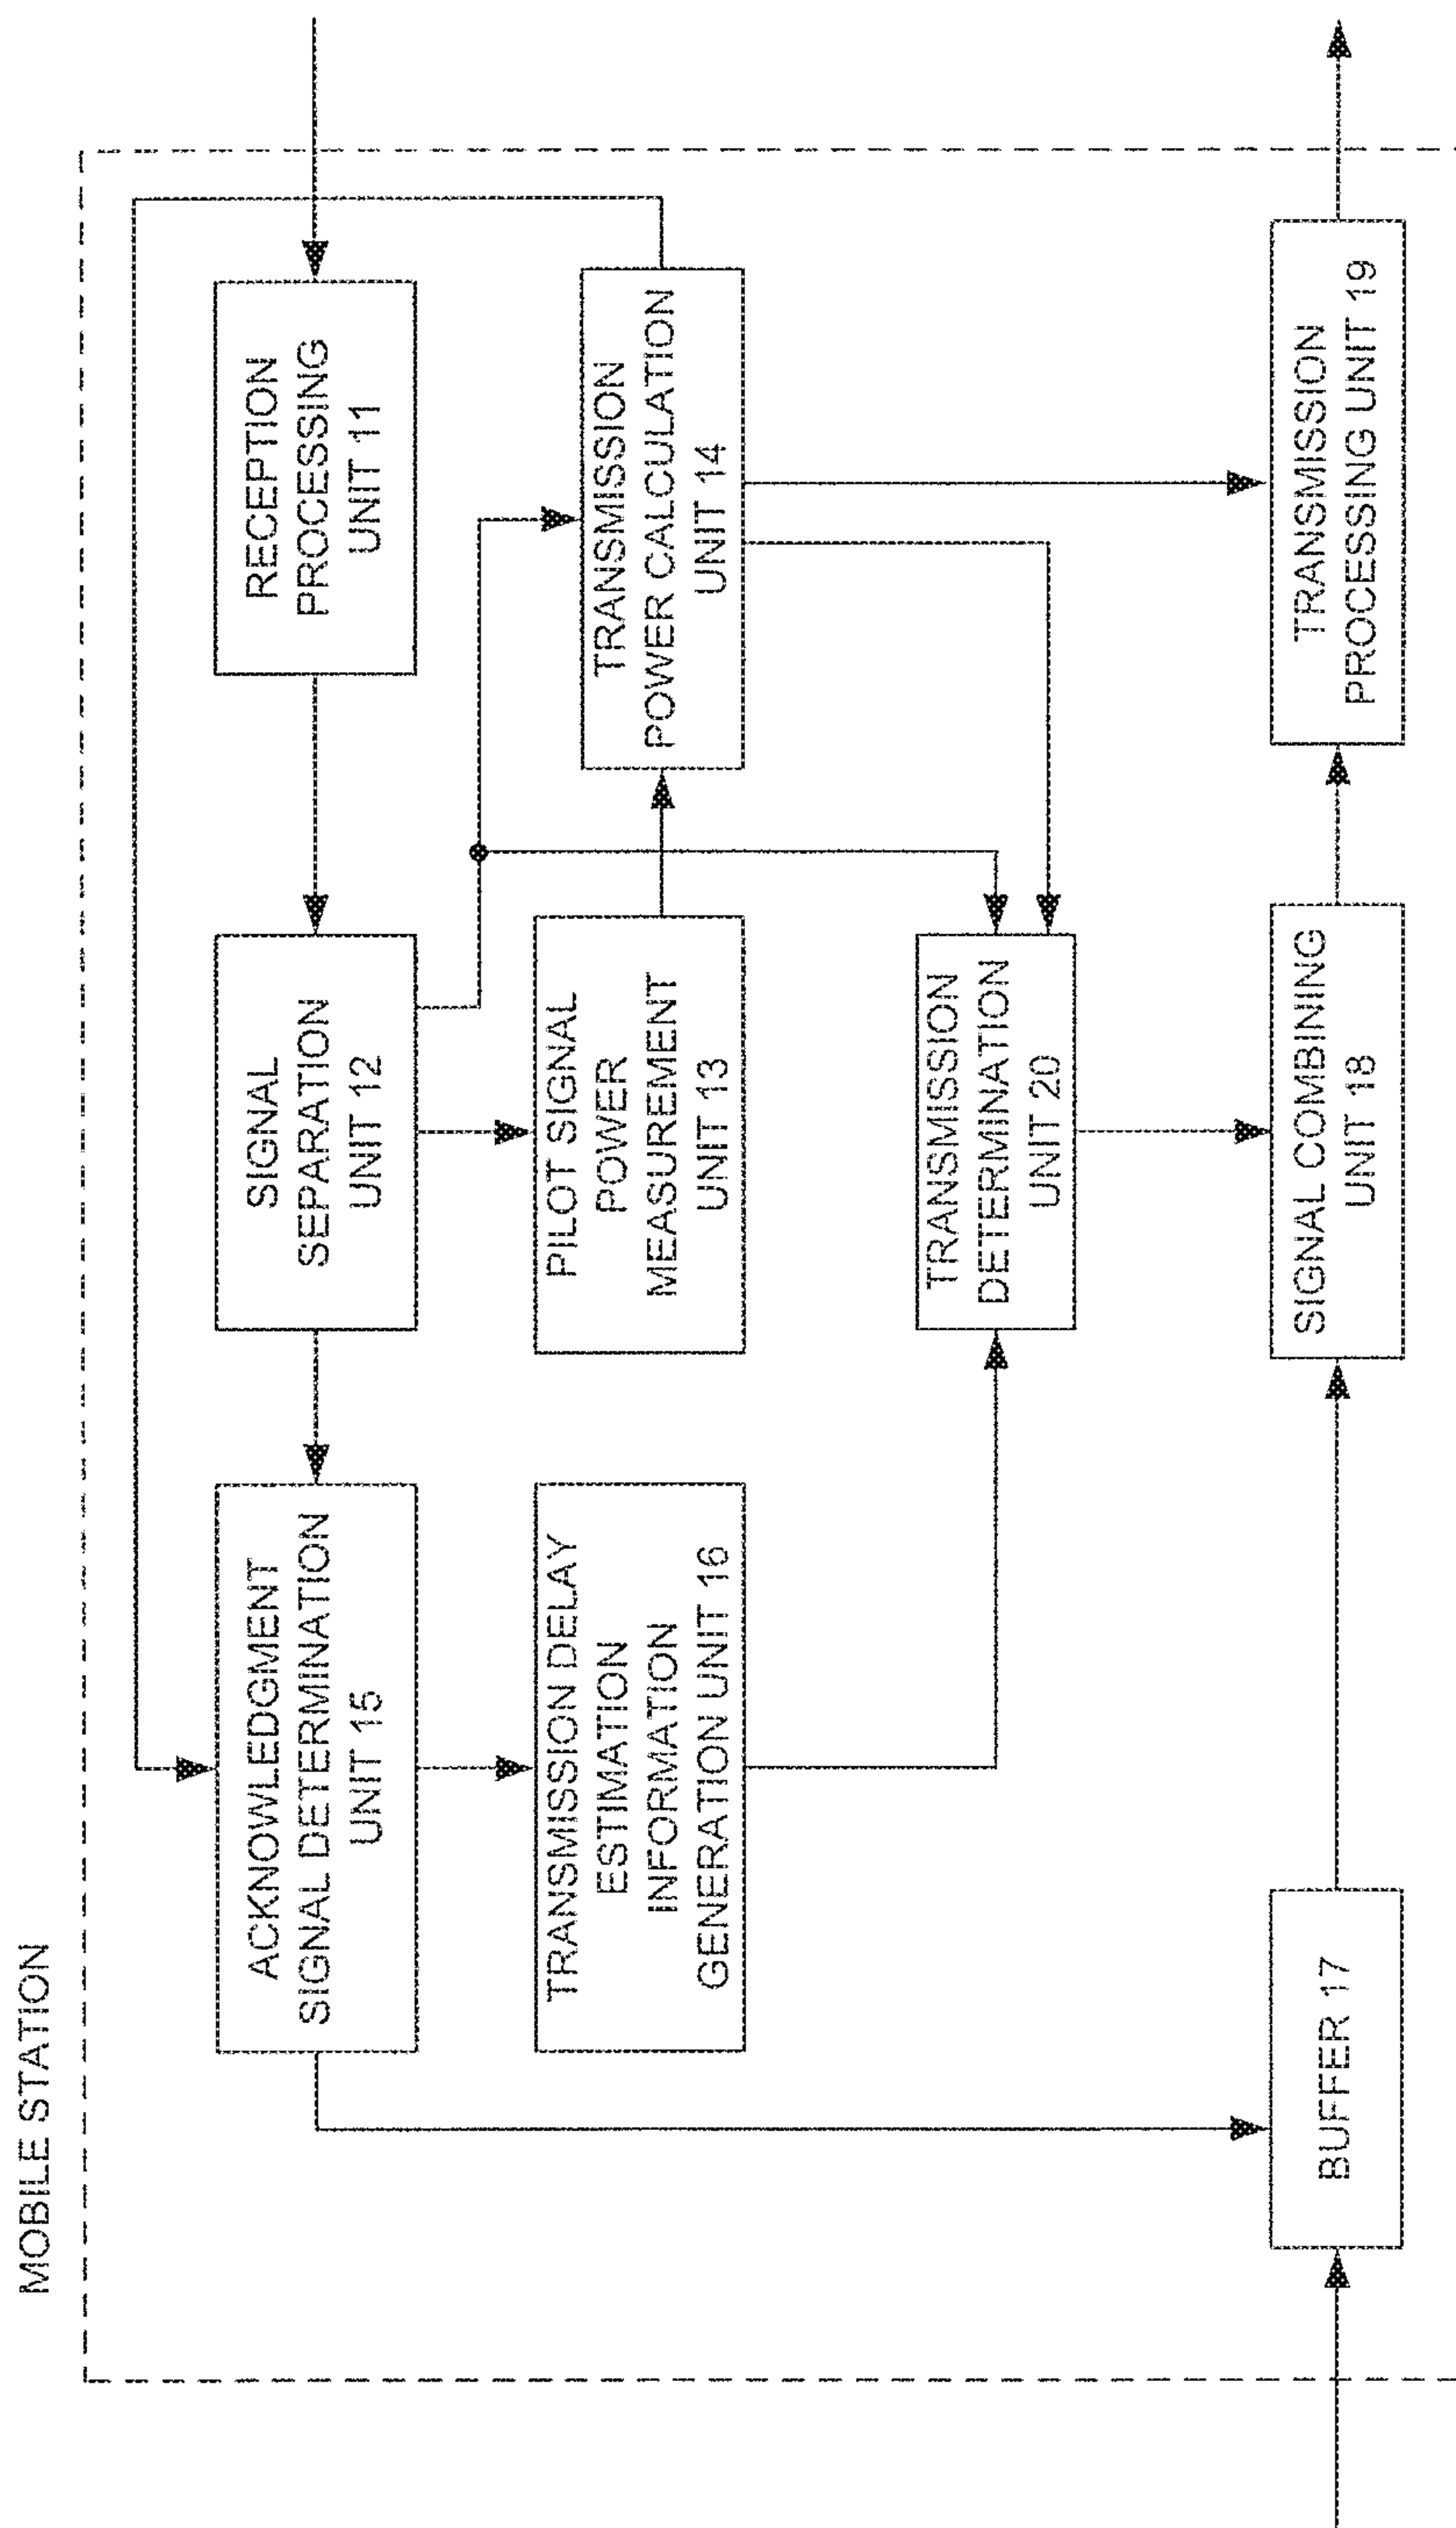 MOBILE STATION
ACKNOWLEDGMENT
SIGNAL DETERMINATION
UNIT 15
SIGNAL
SEPARATION
UNIT 12
RECEPTION
PROCESSING
UNIT 11
TRANSMISSION DELAY
ESTIMATION
INFORMATION
GENERATION UNIT 16
PILOT SIGNAL
POWER
MEASUREMENT
UNIT 13
TRANSMISSION
POWER CALCULATION
UNIT 14
TRANSMISSION
DETERMINATION
UNIT 20
BUFFER 17
SIGNAL COMBINING
UNIT 18
TRANSMISSION
PROCESSING UNIT 19